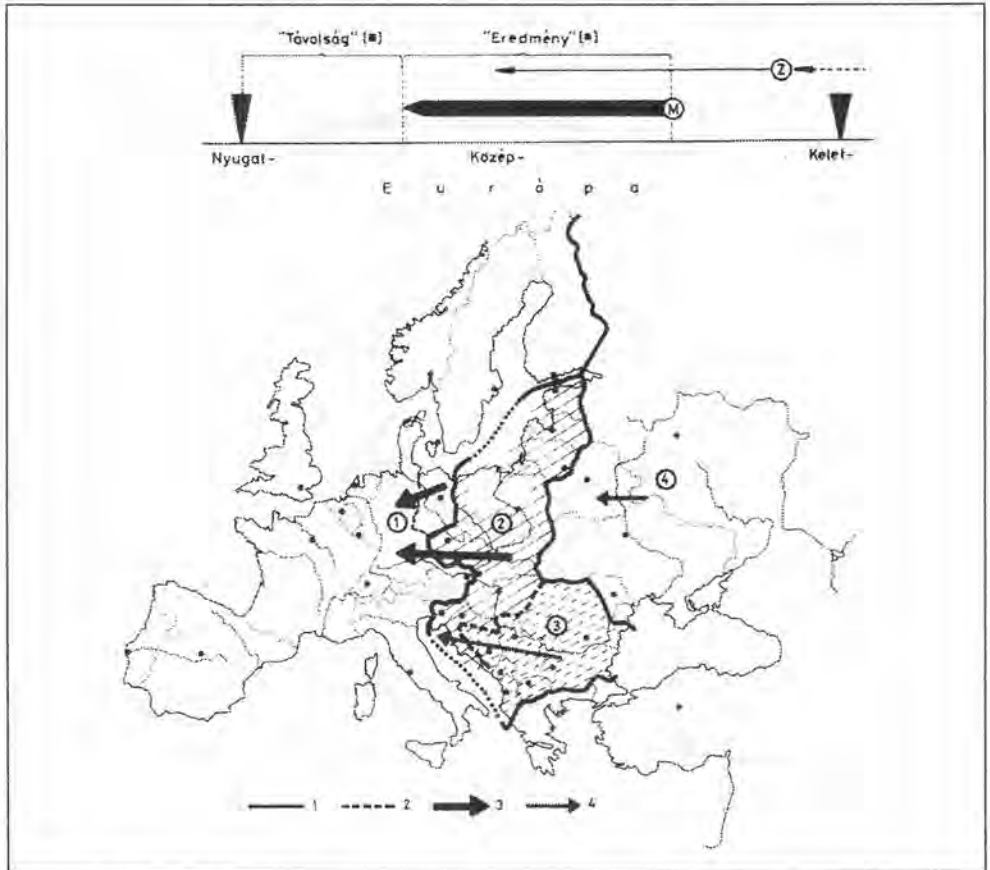 "Távolság" (■) "Eredmény" (■)
Z
M
Nyugat- Közép- Kelet-
E u r ó p a
4
1 2
3
1 2 3 4